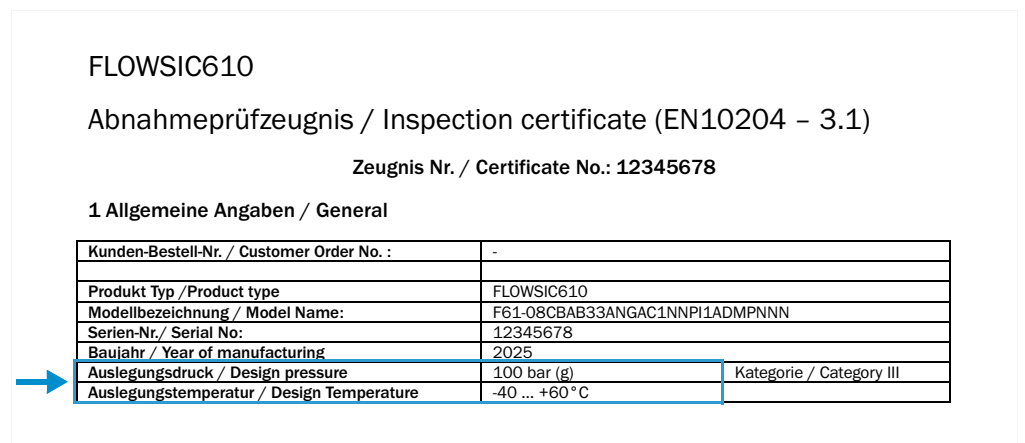 FLOWSIC610
Abnahmeprüfzeugnis / Inspection certificate (EN10204 – 3.1)
Zeugnis Nr. / Certificate No.: 12345678
1 Allgemeine Angaben / General
Kunden-Bestell-Nr. / Customer Order No. : -
Produkt Typ /Product type FLOWSIC610
Modellbezeichnung / Model Name: F61-08CBAB33ANGAC1NNPI1ADMPNNN
Serien-Nr./ Serial No: 12345678
Baujahr / Year of manufacturing 2025
Auslegungsdruck / Design pressure 100 bar (g) Kategorie / Category III
Auslegungstemperatur / Design Temperature -40 ... +60°C